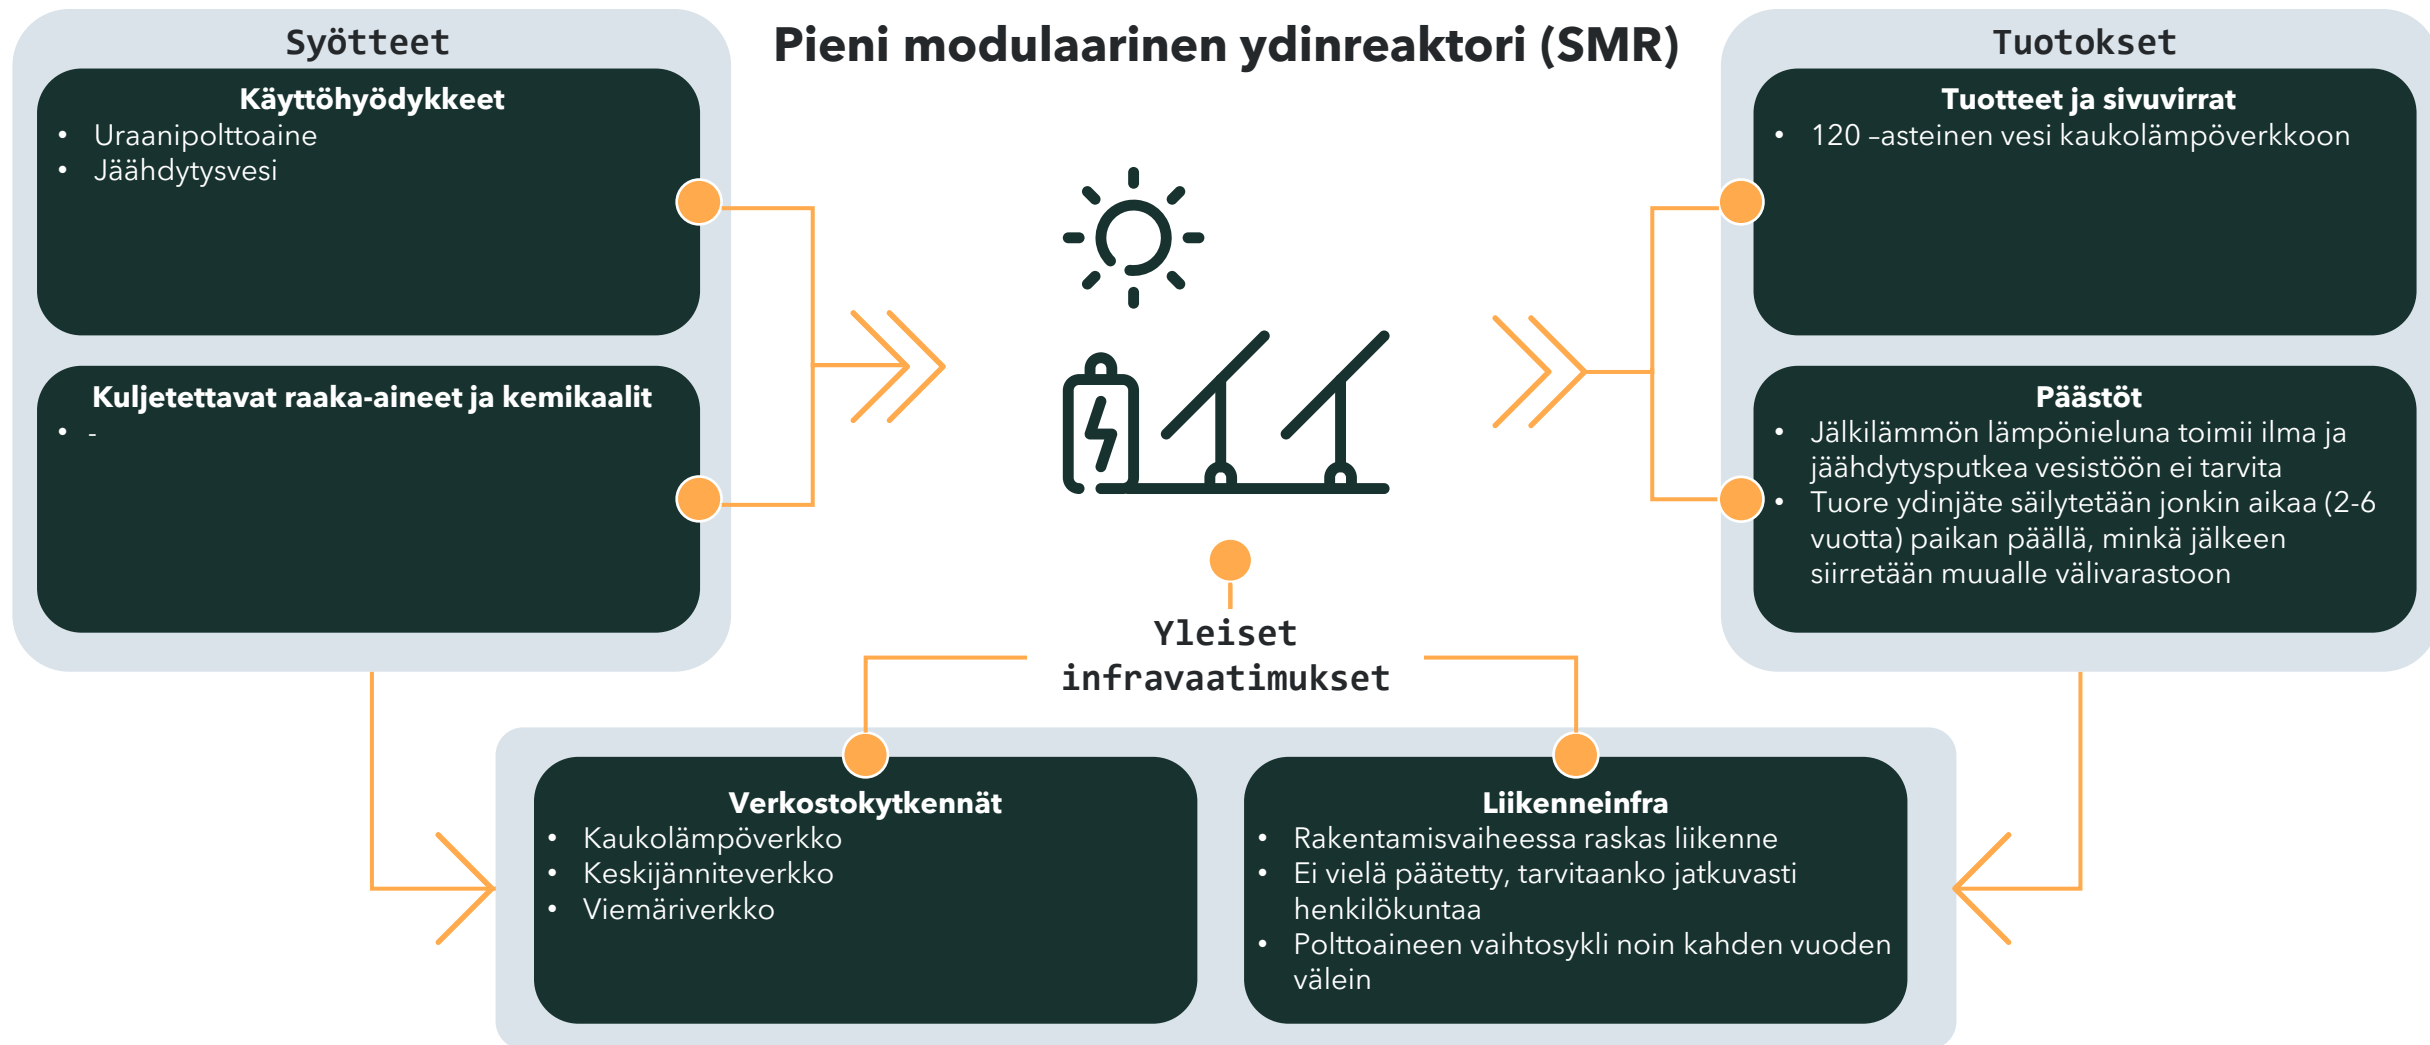 Syötteet
Pieni modulaarinen ydinreaktori (SMR)
Tuotokset
Käyttöhyödykkeet
• Uraanipolttoaine
• Jäähdytysvesi
Kuljetettavat raaka-aineet ja kemikaalit
• -
Tuotteet ja sivuvirrat
• 120 –asteinen vesi kaukolämpöverkkoon
Päästöt
• Jälkilämmön lämpönieluna toimii ilma ja
jäähdytysputkea vesistöön ei tarvita
• Tuore ydinjäte säilytetään jonkin aikaa (2-6
vuotta) paikan päällä, minkä jälkeen
siirretään muualle välivarastoon
Yleiset
infravaatimukset
Verkostokytkennät
• Kaukolämpöverkko
• Keskijänniteverkko
• Viemäriverkko
Liikenneinfra
• Rakentamisvaiheessa raskas liikenne
• Ei vielä päätetty, tarvitaanko jatkuvasti
henkilökuntaa
• Polttoaineen vaihtosykli noin kahden vuoden
välein